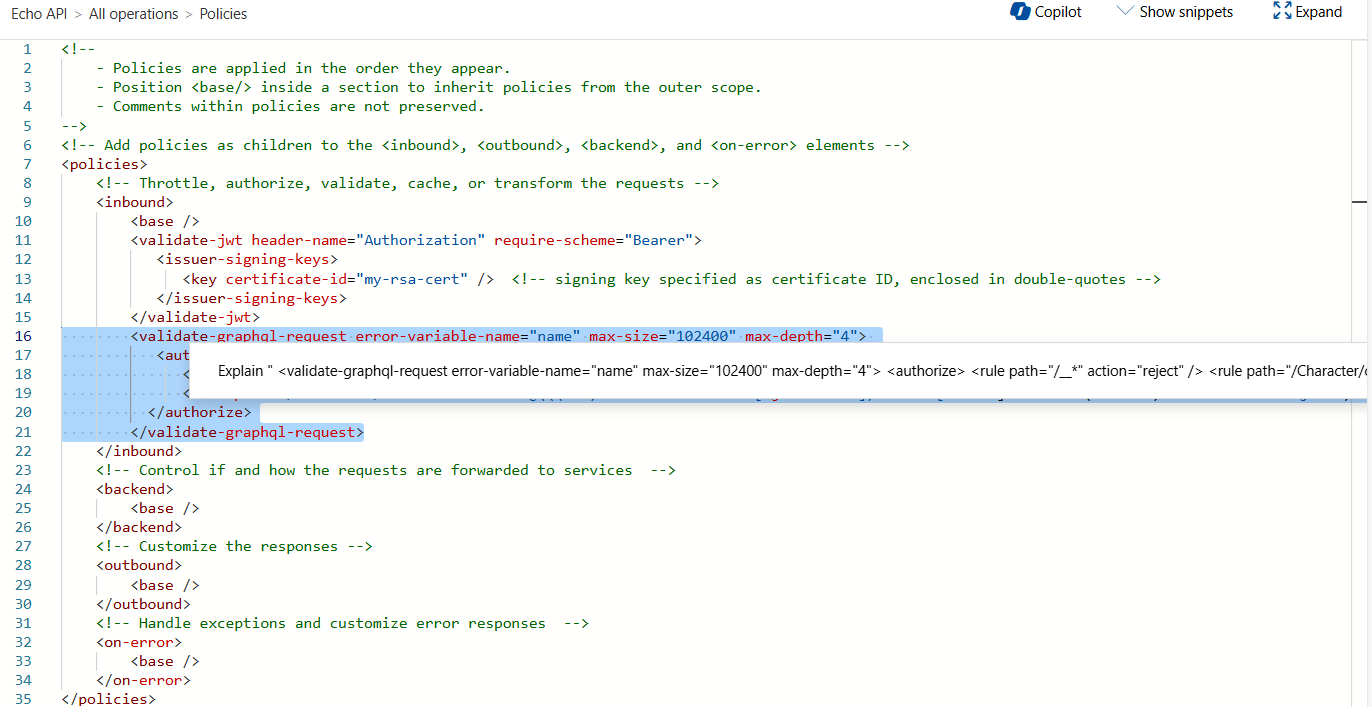 Echo API > All operations > Policies
Copilot
Show snippets
Expand
1 <!--
2 - Policies are applied in the order they appear.
3 - Position <base/> inside a section to inherit policies from the outer scope.
4 - Comments within policies are not preserved.
5 -->
6 <!-- Add policies as children to the <inbound>, <outbound>, <backend>, and <on-error> elements -->
7 <policies>
8 <!-- Throttle, authorize, validate, cache, or transform the requests -->
9 <inbound>
10 <base />
11 <validate-jwt header-name="Authorization" require-scheme="Bearer">
12 <issuer-signing-keys>
13 <key certificate-id="my-rsa-cert" /> <!-- signing key specified as certificate ID, enclosed in double-quotes -->
14 </issuer-signing-keys>
15 </validate-jwt>
16 <validate-graphql-request error-variable-name="name" max-size="102400" max-depth="4">
17 <aut
Explain " <validate-graphql-request error-variable-name="name" max-size="102400" max-depth="4"> <authorize> <rule path="/__*" action="reject" /> <rule path="/Character/
18 <
19 <
20 </authorize>
21 </validate-graphql-request>
22 </inbound>
23 <!-- Control if and how the requests are forwarded to services -->
24 <backend>
25 <base />
26 </backend>
27 <!-- Customize the responses -->
28 <outbound>
29 <base />
30 </outbound>
31 <!-- Handle exceptions and customize error responses -->
32 <on-error>
33 <base />
34 </on-error>
35 </policies>